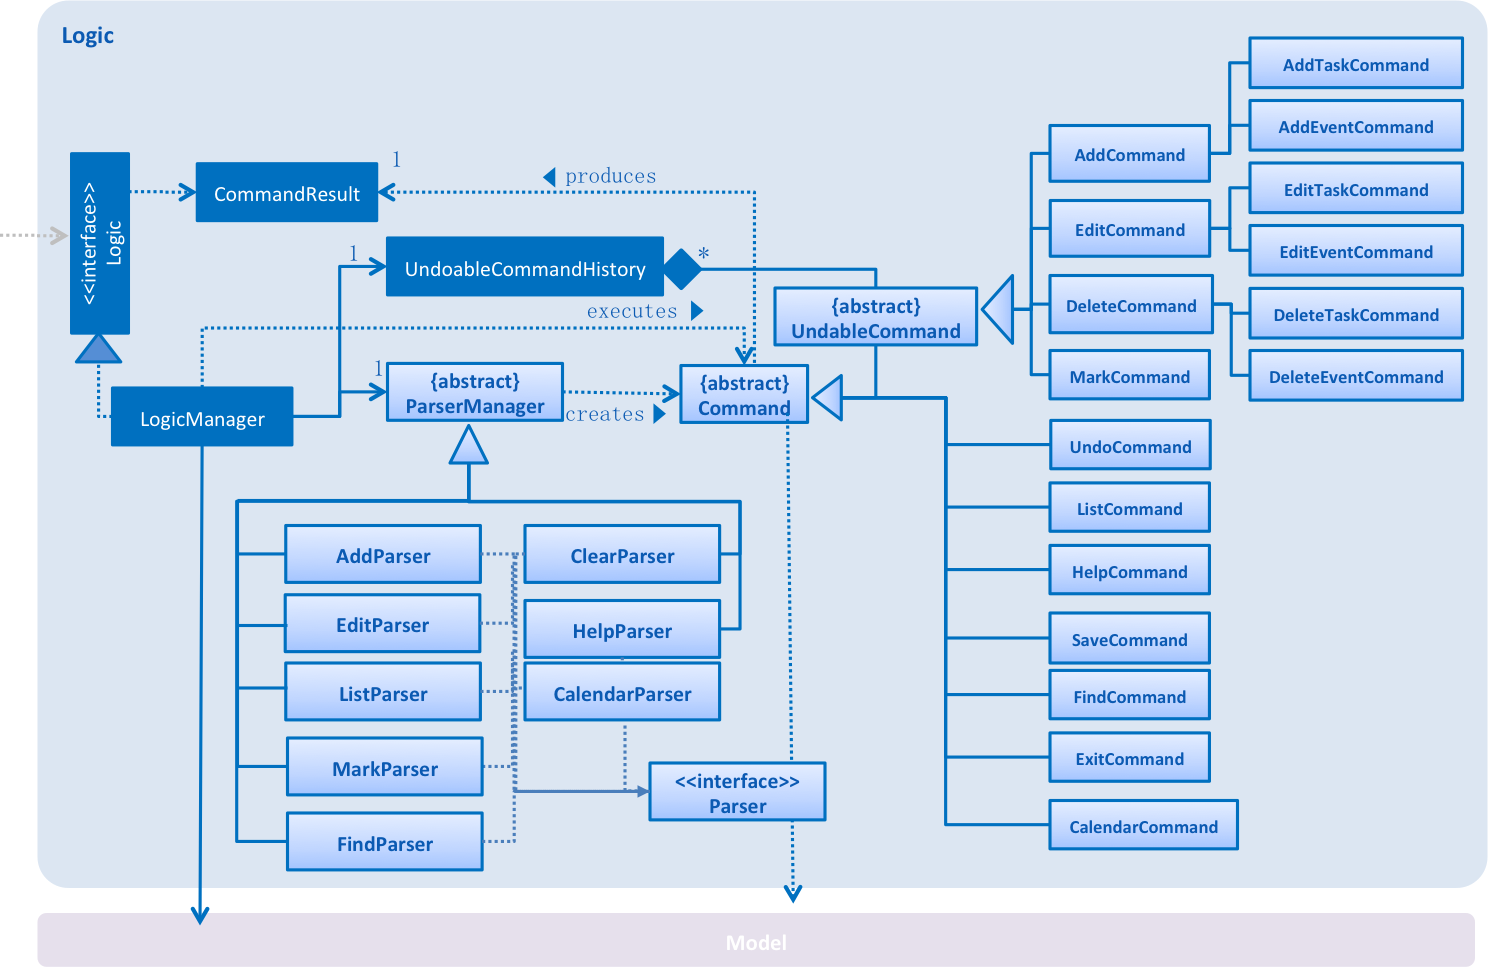 Logic
AddTaskCommand
AddEventCommand
AddCommand
EditTaskCommand
EditCommand
EditEventCommand
DeleteCommand
DeleteTaskCommand
MarkCommand
DeleteEventCommand
<<interface>>
Logic
CommandResult
1
produces
1
UndoableCommandHistory
*
executes
{abstract}
UndableCommand
LogicManager
1
{abstract}
ParserManager
creates
{abstract}
Command
UndoCommand
ListCommand
HelpCommand
SaveCommand
FindCommand
ExitCommand
CalendarCommand
AddParser
ClearParser
EditParser
HelpParser
ListParser
CalendarParser
MarkParser
<<interface>>
Parser
FindParser
Model